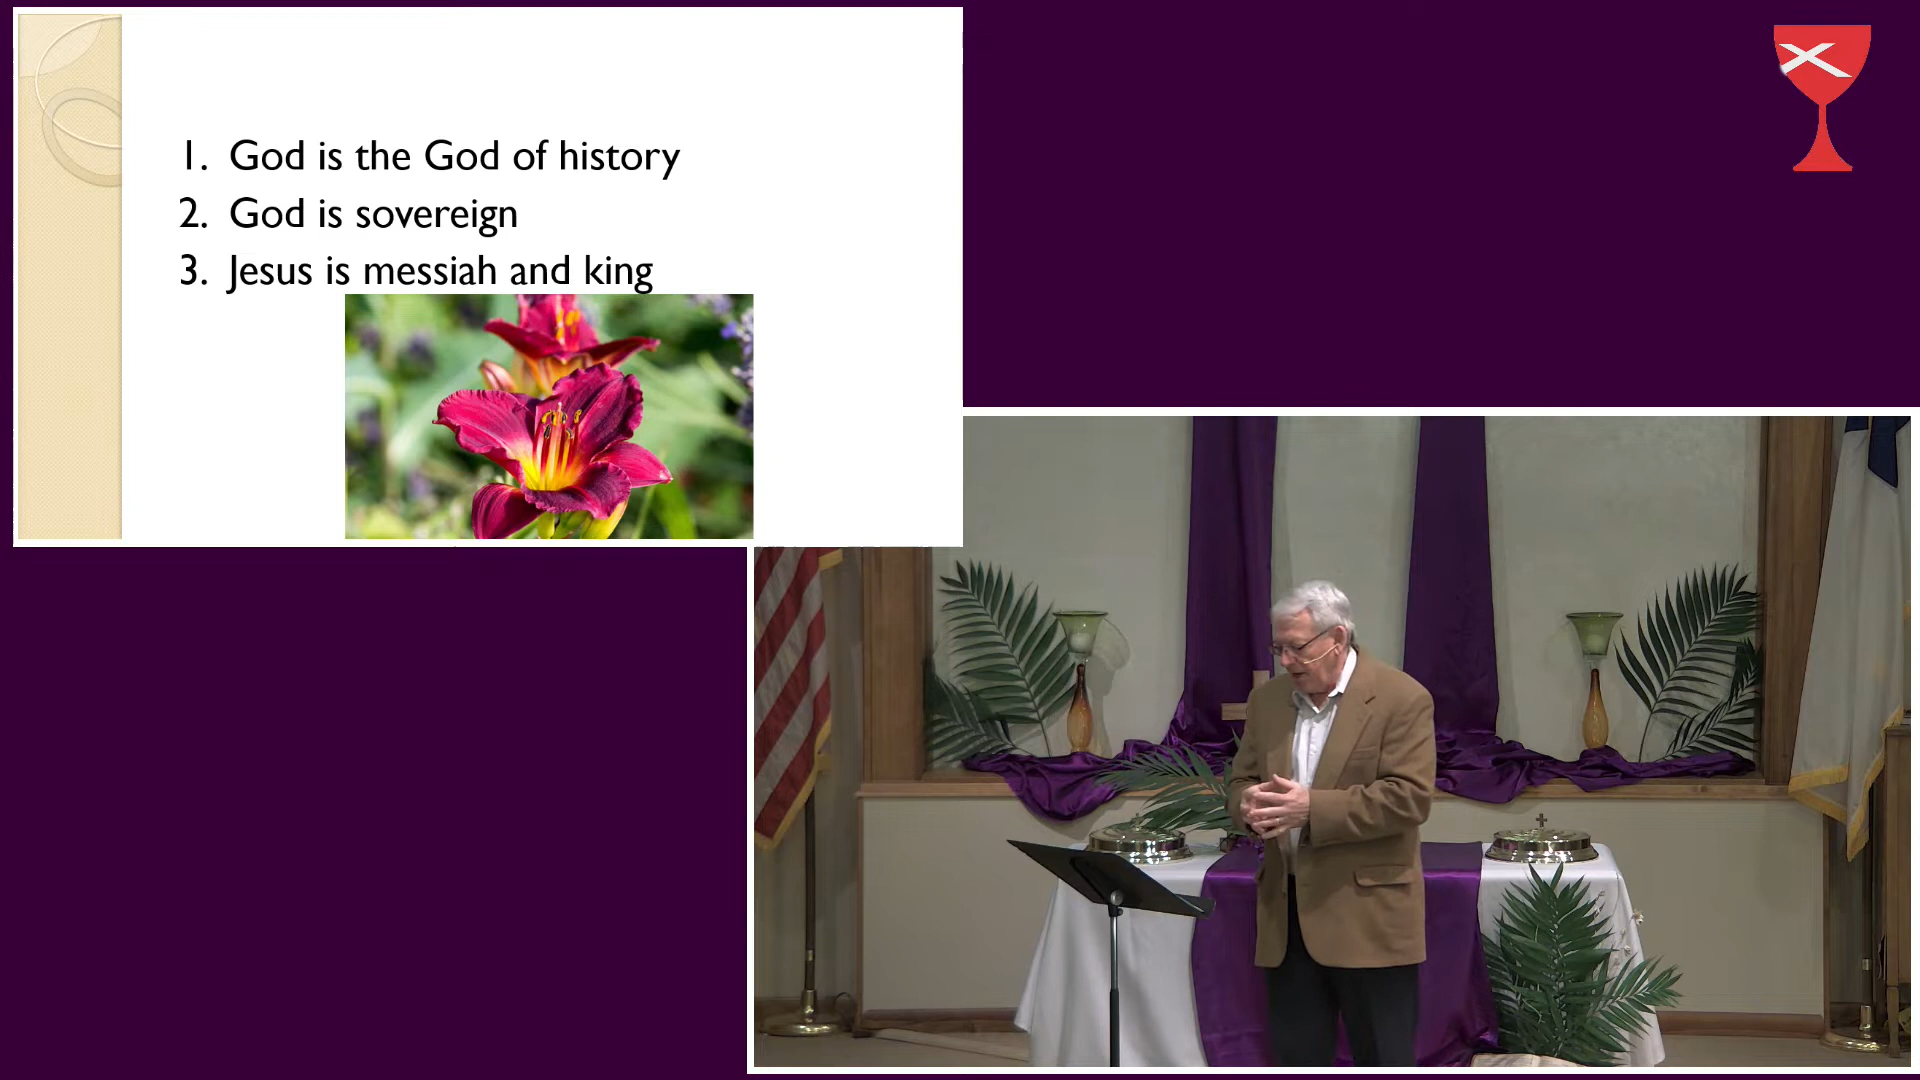 1. God is the God of history
2. God is sovereign
3. Jesus is messiah and king